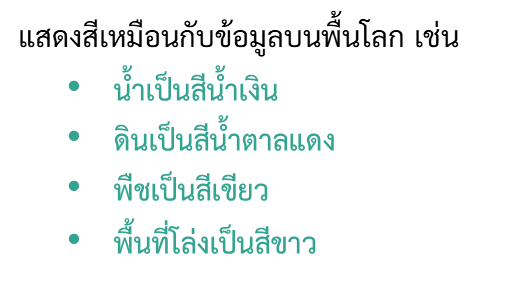 แสดงสีเหมือนกับข้อมูลบนพื้นโลก เช่น
• น้ำเป็นสีน้ำเงิน
• ดินเป็นสีน้ำตาลแดง
• พืชเป็นสีเขียว
• พื้นที่โล่งเป็นสีขาว